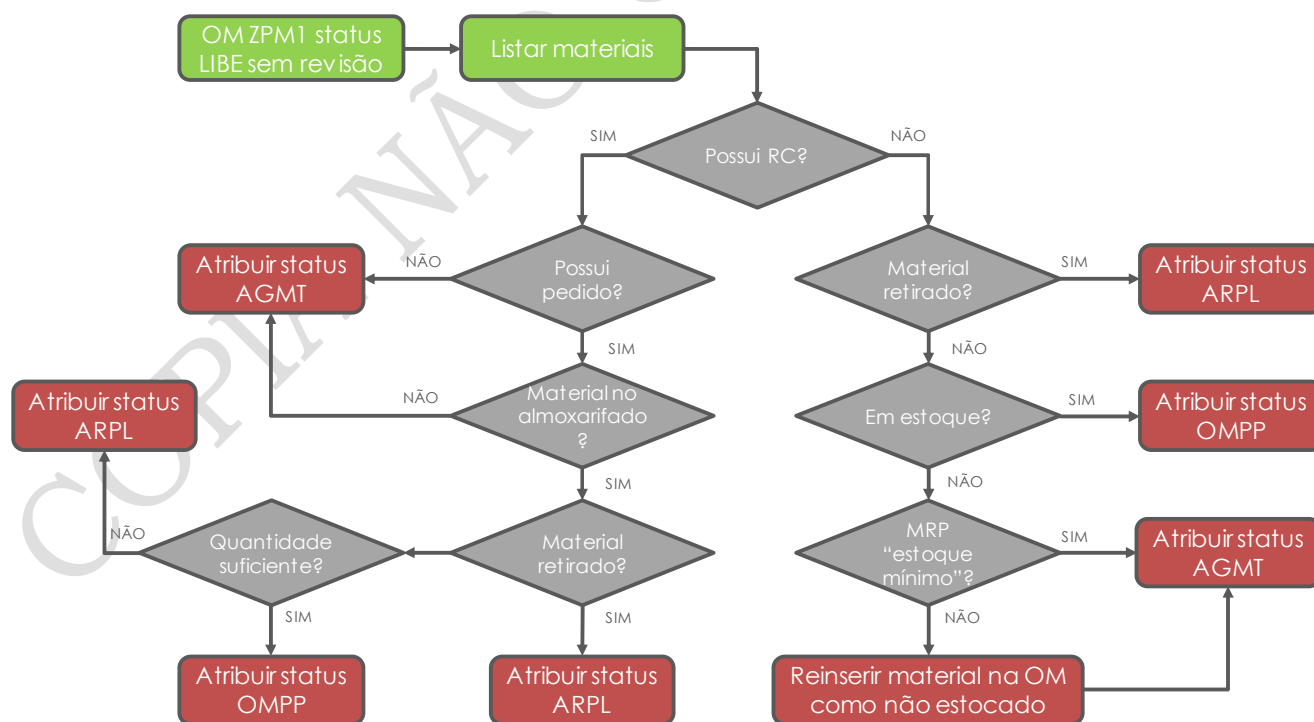 OM ZPM1 status
LIBE sem revisão
Listar materiais
SIM
NÃO
Possui RC?
Atribuir status
AGMT
NÃO
Possui
pedido?
Material
retirado?
SIM
Atribuir status
ARPL
SIM
NÃO
Atribuir status
ARPL
NÃO
Material no
almoxarifado
?
Em estoque?
SIM
Atribuir status
OMPP
SIM
NÃO
NÃO
Quantidade
suficiente?
Material
retirado?
MRP
“estoque
mínimo”?
SIM
Atribuir status
AGMT
SIM
SIM
NÃO
Atribuir status
OMPP
Atribuir status
ARPL
Reinserir material na OM
como não estocado
COPIA NÃO